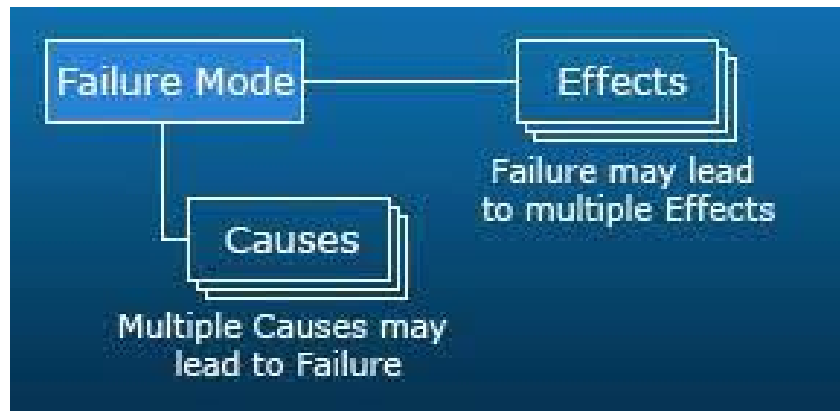 Failure Mode
Effects
Failure may lead
to multiple Effects
Causes
Multiple Causes may
lead to Failure